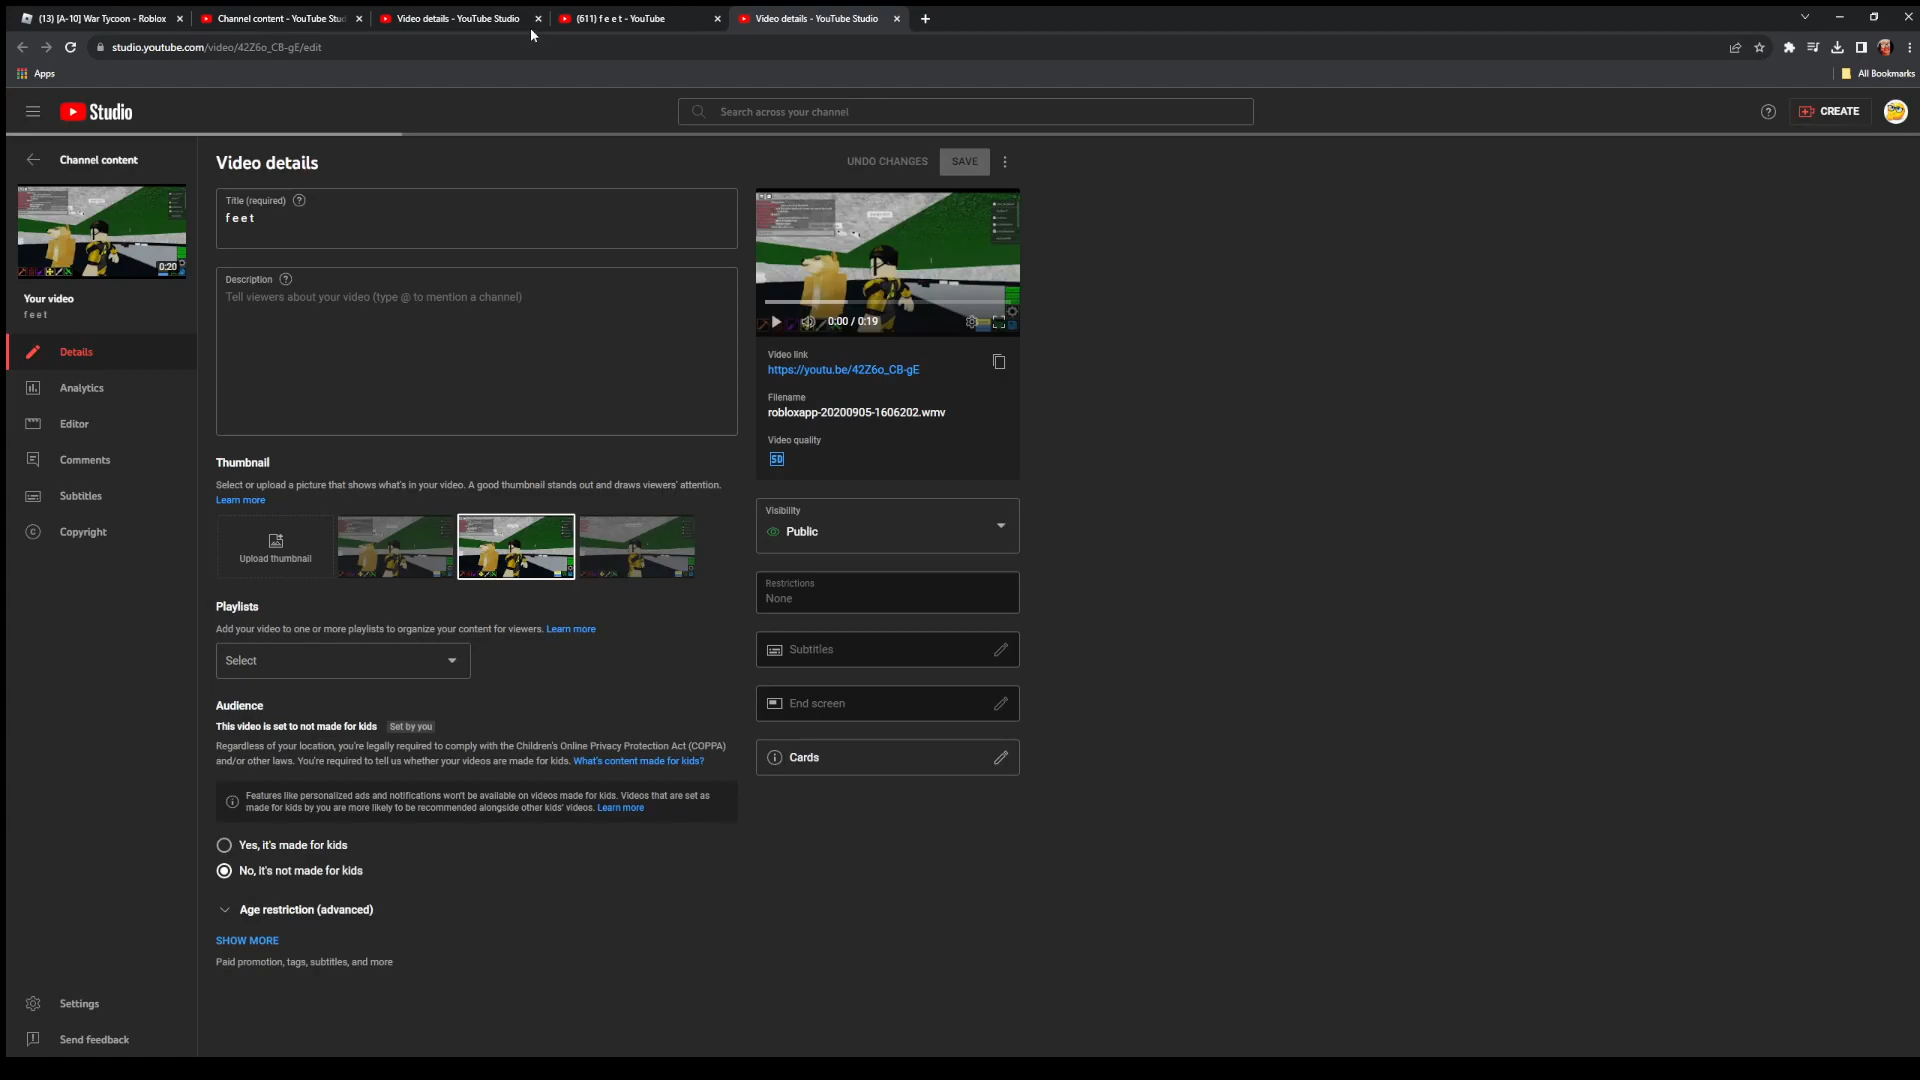 (13) [A-10] War Tycoon - Roblox
Channel content - YouTube Stud
Video details - YouTube Studio
(611) f e e t - YouTube
Video details - YouTube Studio
studio.youtube.com/video/42Z6o_CB-gE/edit
Apps
All Bookmarks
Studio
Search across your channel
CREATE
Channel content
0:20
Your video
f e e t
Details
Analytics
Editor
Comments
Subtitles
Copyright
Settings
Send feedback
Video details
UNDO CHANGES
SAVE
Title (required)
f e e t
Description
Tell viewers about your video (type @ to mention a channel)
Thumbnail
Select or upload a picture that shows what's in your video. A good thumbnail stands out and draws viewers' attention.
Learn more
Upload thumbnail
Playlists
Add your video to one or more playlists to organize your content for viewers. Learn more
Select
Audience
This video is set to not made for kids Set by you
Regardless of your location, you're legally required to comply with the Children's Online Privacy Protection Act (COPPA)
and/or other laws. You're required to tell us whether your videos are made for kids. What's content made for kids?
Features like personalized ads and notifications won't be available on videos made for kids. Videos that are set as
made for kids by you are more likely to be recommended alongside other kids' videos. Learn more
Yes, it's made for kids
No, it's not made for kids
Age restriction (advanced)
SHOW MORE
Paid promotion, tags, subtitles, and more
0:00 / 0:19
Video link
https://youtu.be/42Z6o_CB-gE
Filename
robloxapp-20200905-1606202.wmv
Video quality
SD
Visibility
Public
Restrictions
None
Subtitles
End screen
Cards